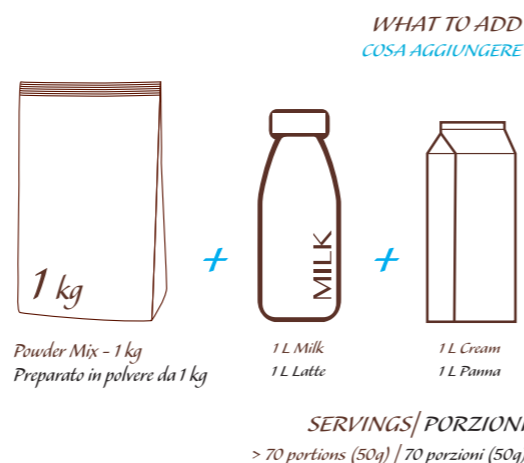 WHAT TO ADD
COSA AGGIUNGERE
1 kg
MILK
Powder Mix - 1 kg
Preparato in polvere da 1 kg
1 L Milk
1 L Latte
1 L Cream
1 L Panna
SERVINGS/ PORZIONI
> 70 portions (50g) / 70 porzioni (50g)